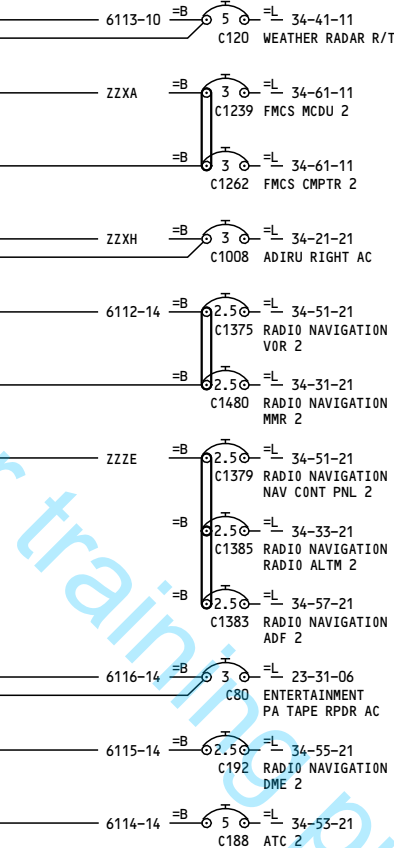 6113-10 =B 5 =L 34-41-11
C120 WEATHER RADAR R/T
ZZXA =B 3 =L 34-61-11
C1239 FMCS MCDU 2
=B 3 =L 34-61-11
C1262 FMCS CMPTR 2
ZZXH =B 3 =L 34-21-21
C1008 ADIRU RIGHT AC
6112-14 =B 2.5 =L 34-51-21
C1375 RADIO NAVIGATION
VOR 2
=B 2.5 =L 34-31-21
C1480 RADIO NAVIGATION
MMR 2
ZZZE =B 2.5 =L 34-51-21
C1379 RADIO NAVIGATION
NAV CONT PNL 2
=B 2.5 =L 34-33-21
C1385 RADIO NAVIGATION
RADIO ALTM 2
=B 2.5 =L 34-57-21
C1383 RADIO NAVIGATION
ADF 2
6116-14 =B 3 =L 23-31-06
C80 ENTERTAINMENT
PA TAPE RPDR AC
6115-14 =B 2.5 =L 34-55-21
C192 RADIO NAVIGATION
DME 2
6114-14 =B 5 =L 34-53-21
C188 ATC 2
training